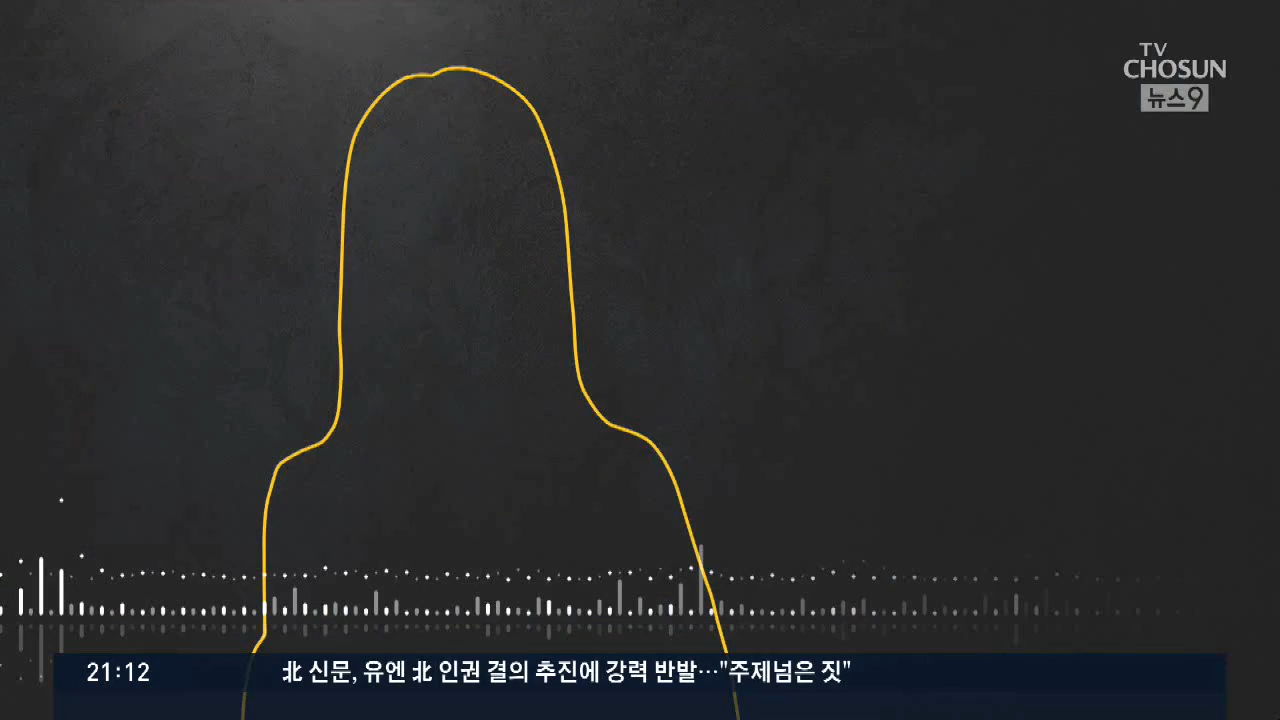 TV
CHOSUN
뉴스9
21:12 北 신문, 유엔 北 인권 결의 추진에 강력 반발…"주제넘은 짓"